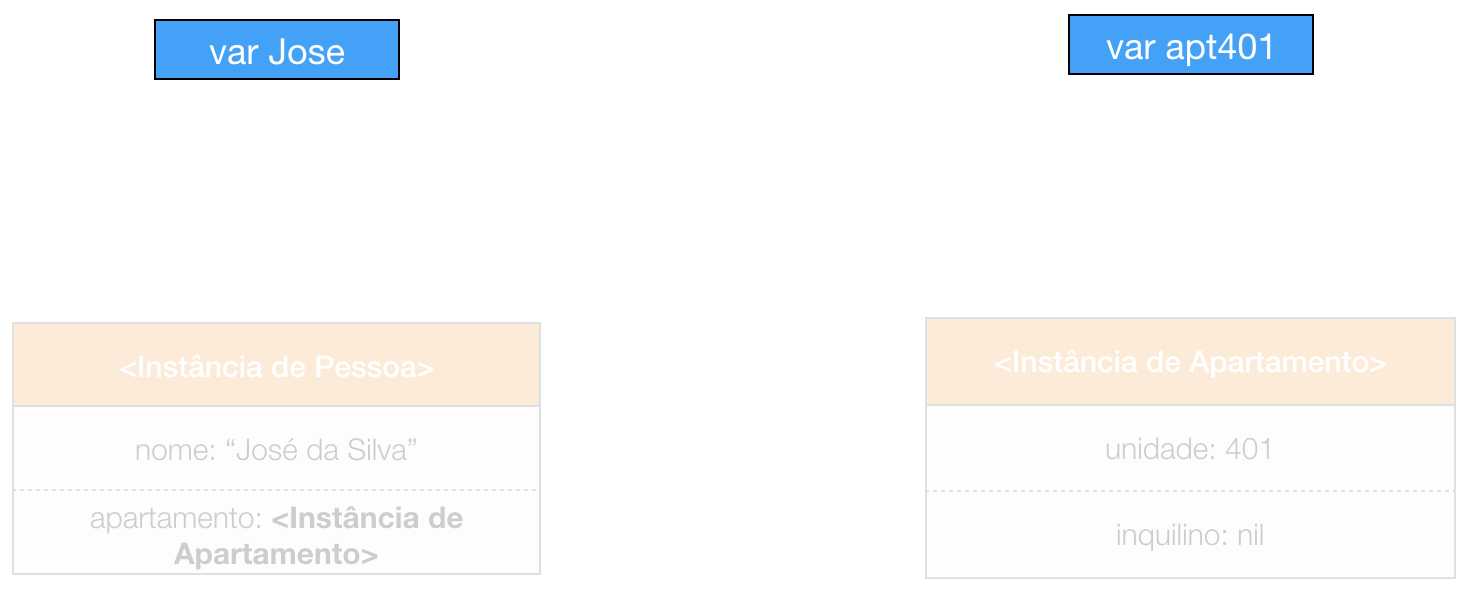 var Jose
var apt401
<Instância de Pessoa>
nome: “José da Silva”
apartamento: <Instância de
Apartamento>
<Instância de Apartamento>
unidade: 401
inquilino: nil